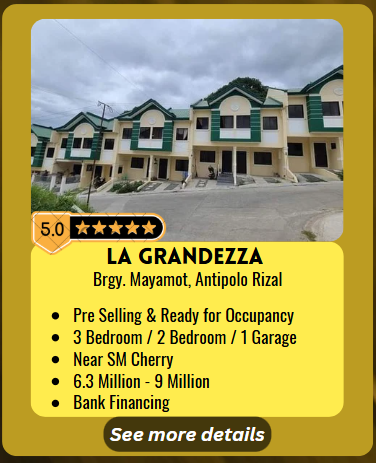 5.0
LA GRANDEZZA
Brgy. Mayamot, Antipolo Rizal
• Pre Selling & Ready for Occupancy
• 3 Bedroom / 2 Bedroom / 1 Garage
• Near SM Cherry
• 6.3 Million - 9 Million
• Bank Financing
See more details